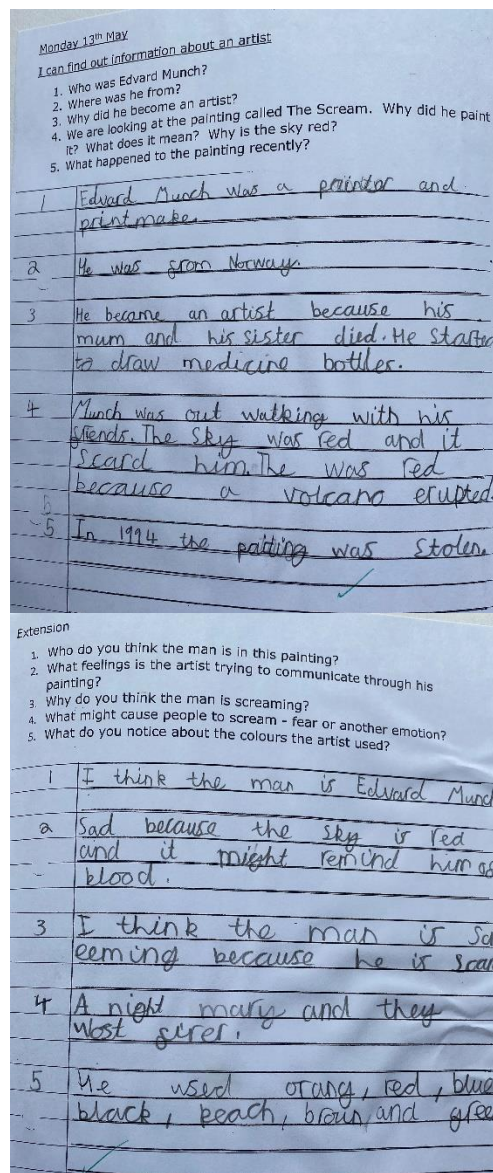 Monday 13th May
I can find out information about an artist
1. Who was Edvard Munch?
2. Where was he from?
3. Why did he become an artist?
4. We are looking at the painting called The Scream. Why did he paint
it? What does it mean? Why is the sky red?
5. What happened to the painting recently?
1 Edvard Munch was a painter and
printmake.
2 He was from Norway.
3 He became an artist because his
mum and his sister died. He started
to draw medicine bottles.
4 Munch was out walking with his
friends. The sky was red and it
scard him. The was red
because a volcano erupted
5
5 In 1994 the paiting was stolen.
Extension
1. Who do you think the man is in this painting?
2. What feelings is the artist trying to communicate through his
painting?
3. Why do you think the man is screaming?
4. What might cause people to scream - fear or another emotion?
5. What do you notice about the colours the artist used?
1 I think the man is Edvard Munc
2 Sad because the sky is red
and it might remind him of
blood.
3 I think the man is sc
eeming because he is scar
4 A night mary and they
5 He used orang, red, blue
black, peach, broun, and gree